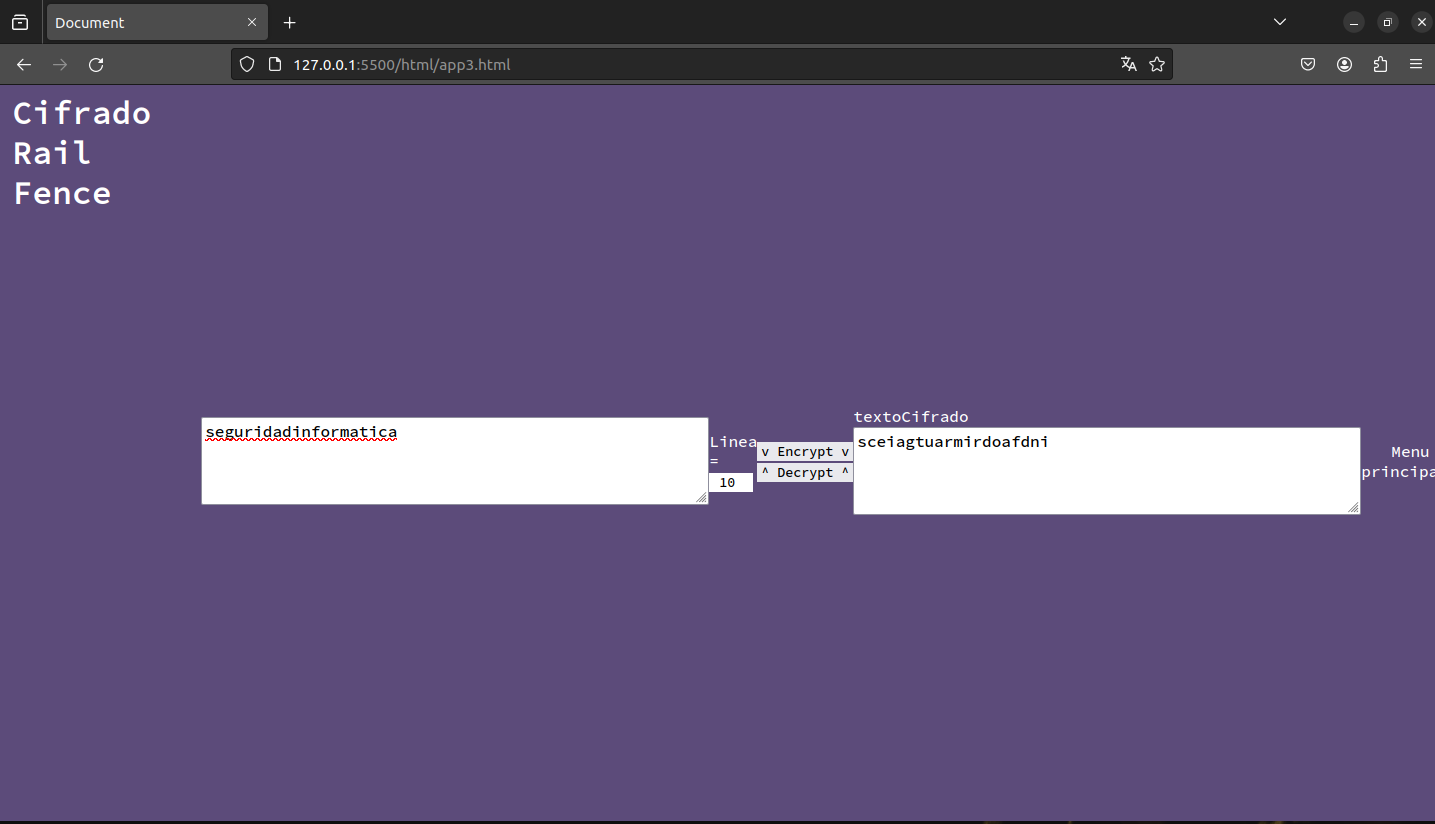 Document
127.0.0.1:5500/html/app3.html
Cifrado
Rail
Fence
seguridadinformatica
Linea
=
10
v Encrypt v
^ Decrypt ^
textoCifrado
sceiagtuarmirdoafdni
Menu
principa